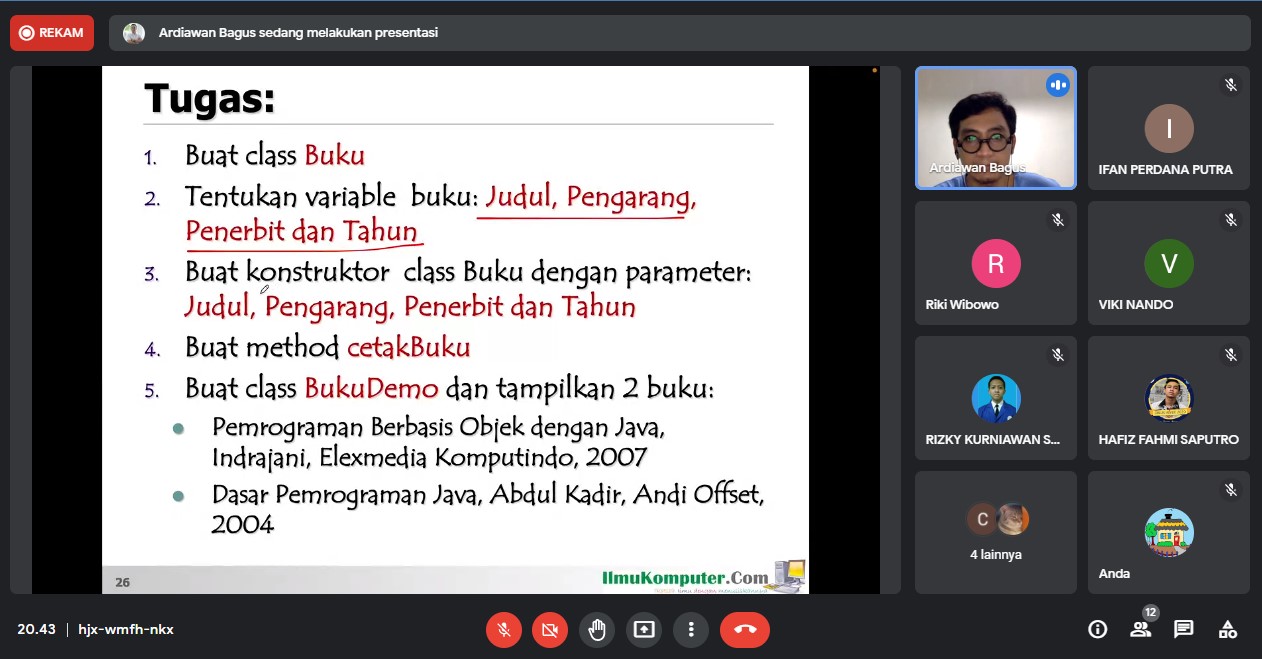 REKAM
Ardiawan Bagus sedang melakukan presentasi
Tugas:
1. Buat class Buku
2. Tentukan variable buku: Judul, Pengarang,
Penerbit dan Tahun
3. Buat konstruktor class Buku dengan parameter:
Judul, Pengarang, Penerbit dan Tahun
4. Buat method cetakBuku
5. Buat class BukuDemo dan tampilkan 2 buku:
Pemrograman Berbasis Objek dengan Java,
Indrajani, Elexmedia Komputindo, 2007
Dasar Pemrograman Java, Abdul Kadir, Andi Offset,
2004
26
IlmuKomputer.Com
Ardiawan Bagus
I
IFAN PERDANA PUTRA
R
Riki Wibowo
V
VIKI NANDO
RIZKY KURNIAWAN S...
HAFIZ FAHMI SAPUTRO
C
4 lainnya
Anda
20.43 | hjx-wmfh-nkx
12